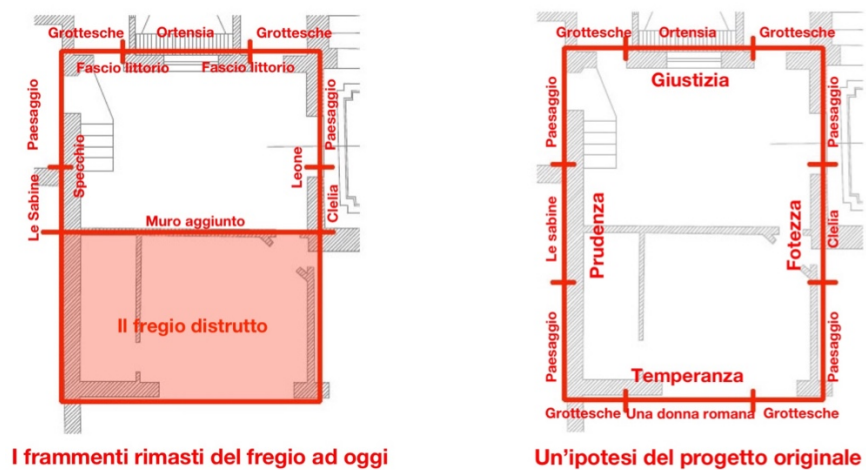 Grottesche Ortensia Grottesche
Fascio littorio Fascio littorio
Paesaggio
Specchio
Le Sabine
Paesaggio
Leone
Clelia
Muro aggiunto
Il fregio distrutto
I frammenti rimasti del fregio ad oggi
Grottesche Ortensia Grottesche
Giustizia
Paesaggio
Le sabine
Prudenza
Paesaggio
Paesaggio
Fotezza
Clelia
Paesaggio
Temperanza
Grottesche Una donna romana Grottesche
Un'ipotesi del progetto originale